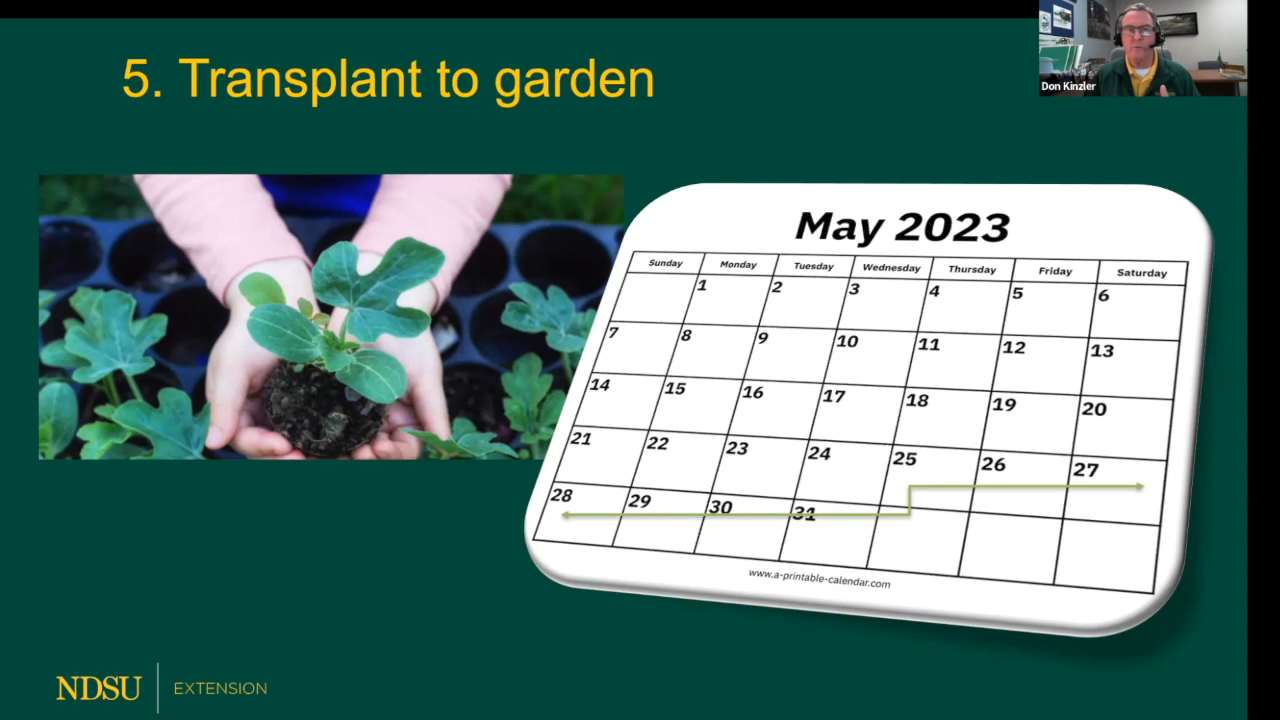 5. Transplant to garden
Don Kinzler
May 2023
Sunday Monday Tuesday Wednesday Thursday Friday Saturday
1 2 3 4 5 6
7 8 9 10 11 12 13
14 15 16 17 18 19 20
21 22 23 24 25 26 27
28 29 30 31
www.a-printable-calendar.com
NDSU EXTENSION